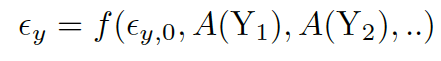 ϵ_y = f(ϵ_{y,0}, A(Y_1), A(Y_2), ..)